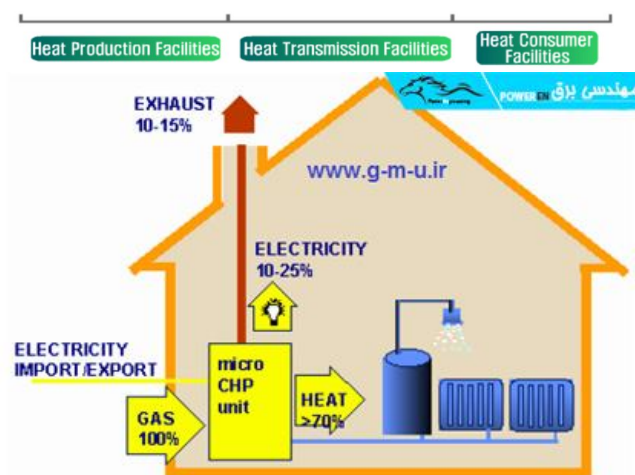 Heat Production Facilities
Heat Transmission Facilities
Heat Consumer
Facilities
POWER EN
مهندسی برق
EXHAUST
10-15%
www.g-m-u.ir
ELECTRICITY
10-25%
ELECTRICITY
IMPORT/EXPORT
micro
CHP
unit
HEAT
>70%
GAS
100%